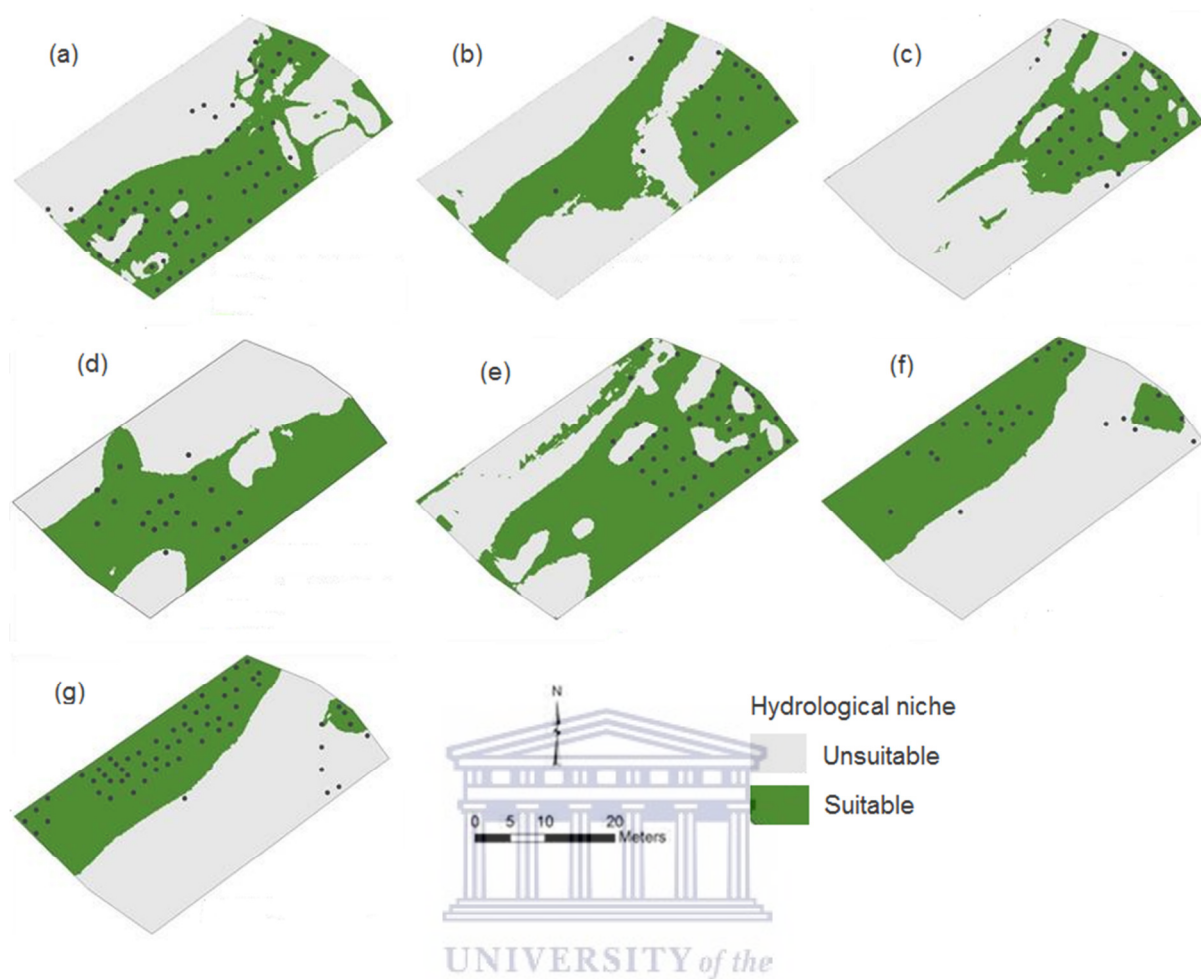 (a)
(b)
(c)
(d)
(e)
(f)
(g)
N
0 5 10 20
Meters
Hydrological niche
Unsuitable
Suitable
UNIVERSITY of the